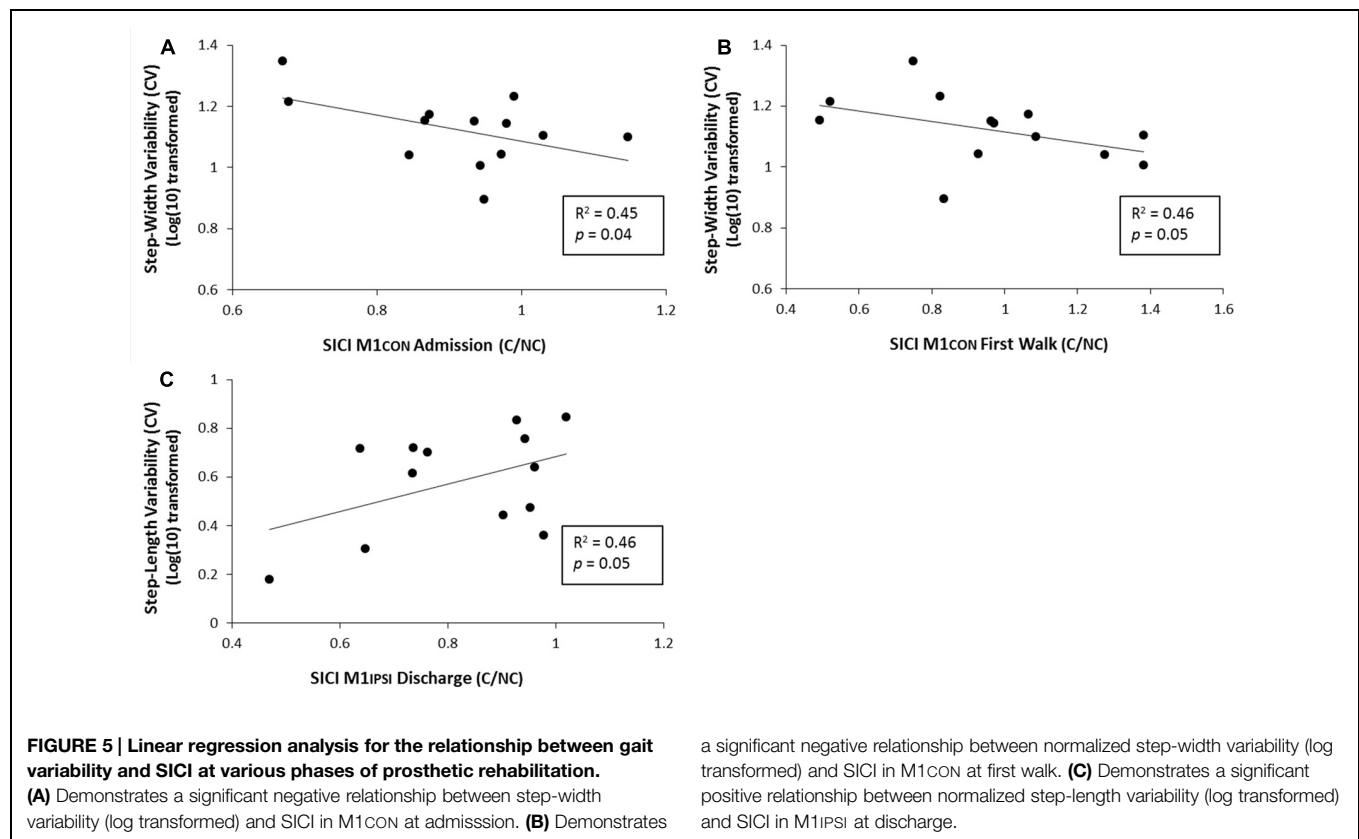 A
Step-Width Variability (CV)
(Log(10) transformed)
1.4
1.2
1
0.8
0.6
0.6 0.8 1 1.2
R² = 0.45
p = 0.04
SICI M1CON Admission (C/NC)
B
Step-Width Variability (CV)
(Log(10) transformed)
1.4
1.2
1
0.8
0.6
0.4 0.6 0.8 1 1.2 1.4 1.6
R² = 0.46
p = 0.05
SICI M1CON First Walk (C/NC)
C
Step-Length Variability (CV)
(Log(10) transformed)
1
0.8
0.6
0.4
0.2
0
0.4 0.6 0.8 1 1.2
R² = 0.46
p = 0.05
SICI M1IPSI Discharge (C/NC)
FIGURE 5 | Linear regression analysis for the relationship between gait
variability and SICI at various phases of prosthetic rehabilitation.
(A) Demonstrates a significant negative relationship between step-width
variability (log transformed) and SICI in M1CON at admisssion. (B) Demonstrates
a significant negative relationship between normalized step-width variability (log
transformed) and SICI in M1CON at first walk. (C) Demonstrates a significant
positive relationship between normalized step-length variability (log transformed)
and SICI in M1IPSI at discharge.